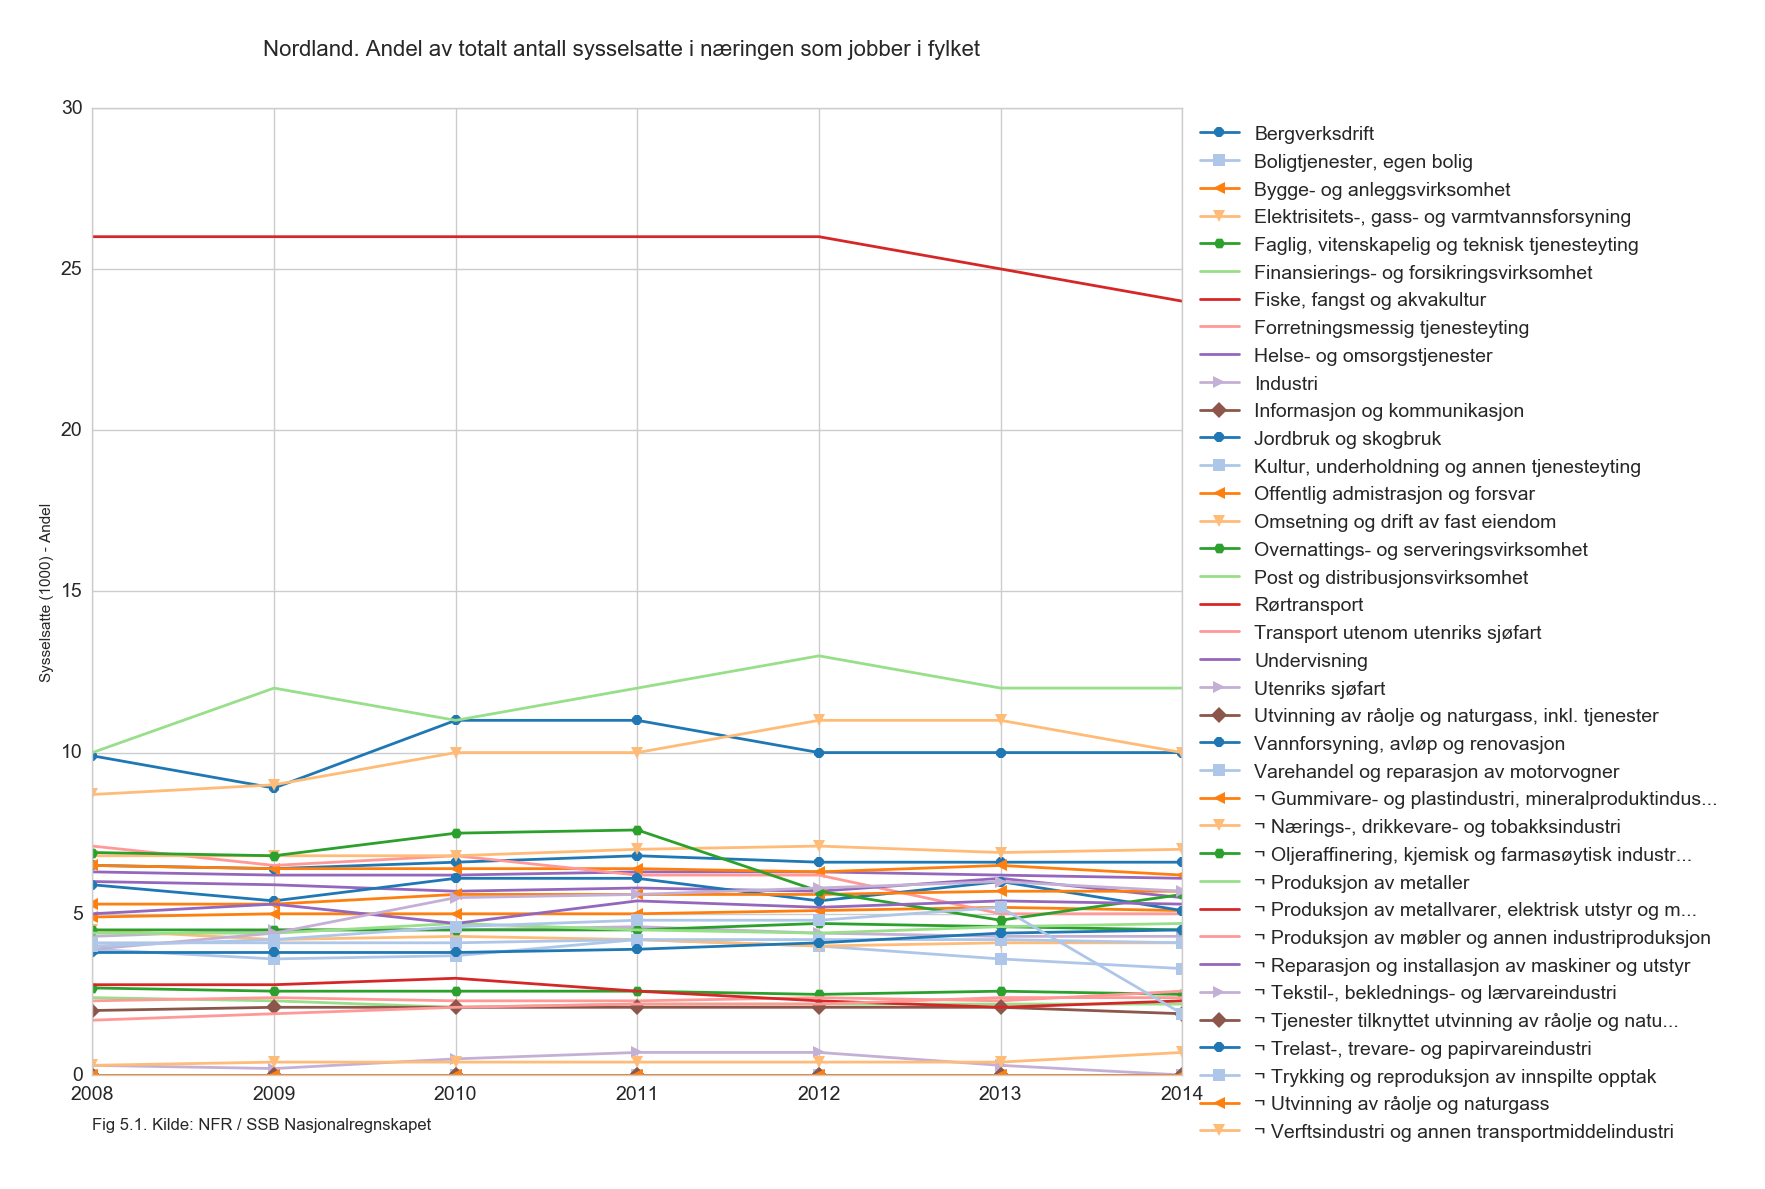 Nordland. Andel av totalt antall sysselsatte i næringen som jobber i fylket
30
25
20
15
10
5
0
Sysselsatte (1000) - Andel
2008 2009 2010 2011 2012 2013 2014
Fig 5.1. Kilde: NFR / SSB Nasjonalregnskapet
Bergverksdrift
Boligtjenester, egen bolig
Bygge- og anleggsvirksomhet
Elektrisitets-, gass- og varmtvannsforsyning
Faglig, vitenskapelig og teknisk tjenesteyting
Finansierings- og forsikringsvirksomhet
Fiske, fangst og akvakultur
Forretningsmessig tjenesteyting
Helse- og omsorgstjenester
Industri
Informasjon og kommunikasjon
Jordbruk og skogbruk
Kultur, underholdning og annen tjenesteyting
Offentlig admistrasjon og forsvar
Omsetning og drift av fast eiendom
Overnattings- og serveringsvirksomhet
Post og distribusjonsvirksomhet
Rørtransport
Transport utenom utenriks sjøfart
Undervisning
Utenriks sjøfart
Utvinning av råolje og naturgass, inkl. tjenester
Vannforsyning, avløp og renovasjon
Varehandel og reparasjon av motorvogner
¬ Gummivare- og plastindustri, mineralproduktindus...
¬ Nærings-, drikkevare- og tobakksindustri
¬ Oljeraffinering, kjemisk og farmasøytisk industr...
¬ Produksjon av metaller
¬ Produksjon av metallvarer, elektrisk utstyr og m...
¬ Produksjon av møbler og annen industriproduksjon
¬ Reparasjon og installasjon av maskiner og utstyr
¬ Tekstil-, beklednings- og lærvareindustri
¬ Tjenester tilknyttet utvinning av råolje og natu...
¬ Trelast-, trevare- og papirvareindustri
¬ Trykking og reproduksjon av innspilte opptak
¬ Utvinning av råolje og naturgass
¬ Verftsindustri og annen transportmiddelindustri